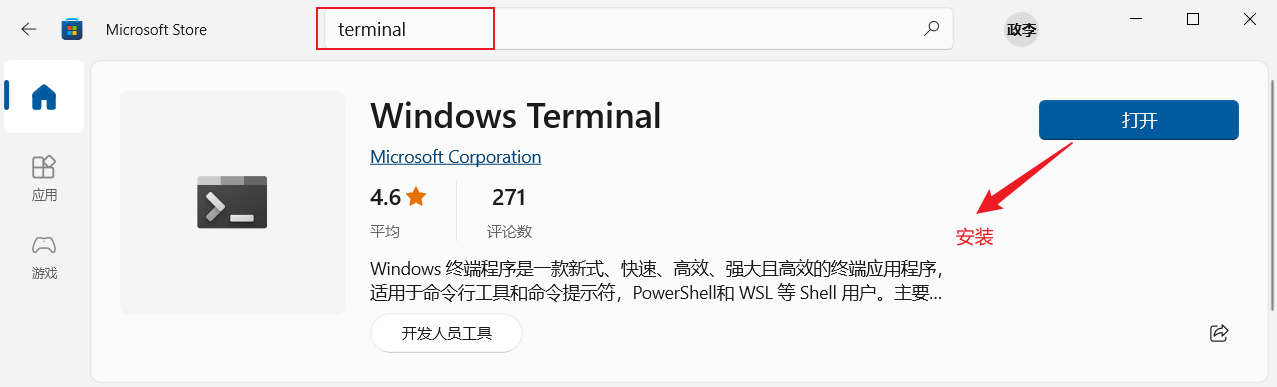 Microsoft Store
terminal
政李
Windows Terminal
打开
Microsoft Corporation
4.6
271
平均
评论数
安装
应用
游戏
Windows 终端程序是一款新式、快速、高效、强大且高效的终端应用程序，
适用于命令行工具和命令提示符，PowerShell和 WSL 等 Shell 用户。主要...
开发人员工具